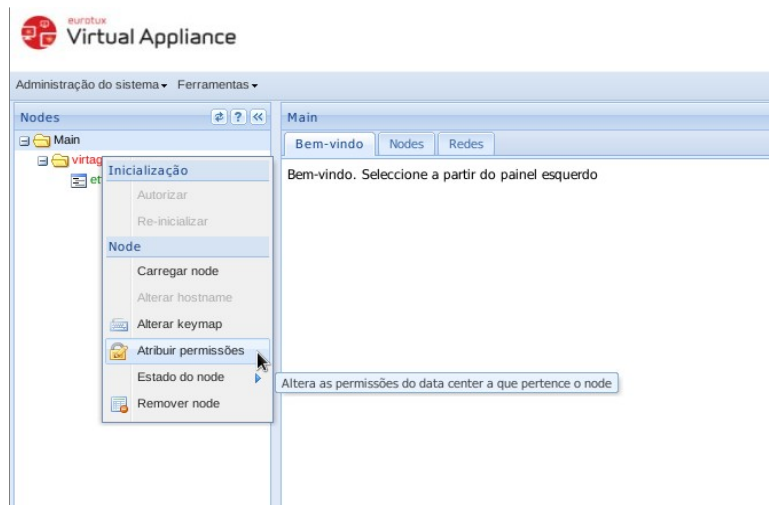 eurotux
Virtual Appliance
Administração do sistema Ferramentas
Nodes
Main
virtag
et
Inicialização
Autorizar
Re-inicializar
Node
Carregar node
Alterar hostname
Alterar keymap
Atribuir permissões
Estado do node
Remover node
Main
Bem-vindo Nodes Redes
Bem-vindo. Seleccione a partir do painel esquerdo
Altera as permissões do data center a que pertence o node